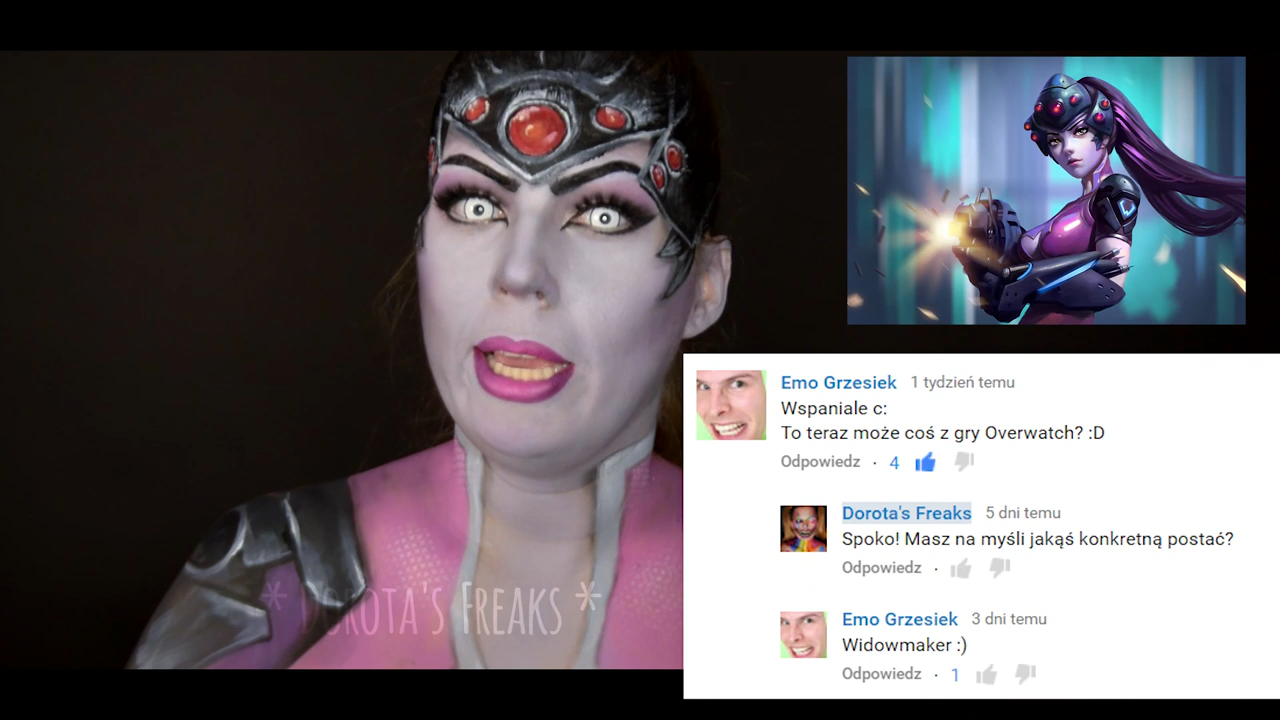 Emo Grzesiek 1 tydzień temu
Wspaniale c:
To teraz może coś z gry Overwatch? :D
Odpowiedz · 4
Dorota's Freaks 5 dni temu
Spoko! Masz na myśli jakąś konkretną postać?
Odpowiedz ·
Emo Grzesiek 3 dni temu
Widowmaker :)
Odpowiedz · 1
* Dorota's Freaks *